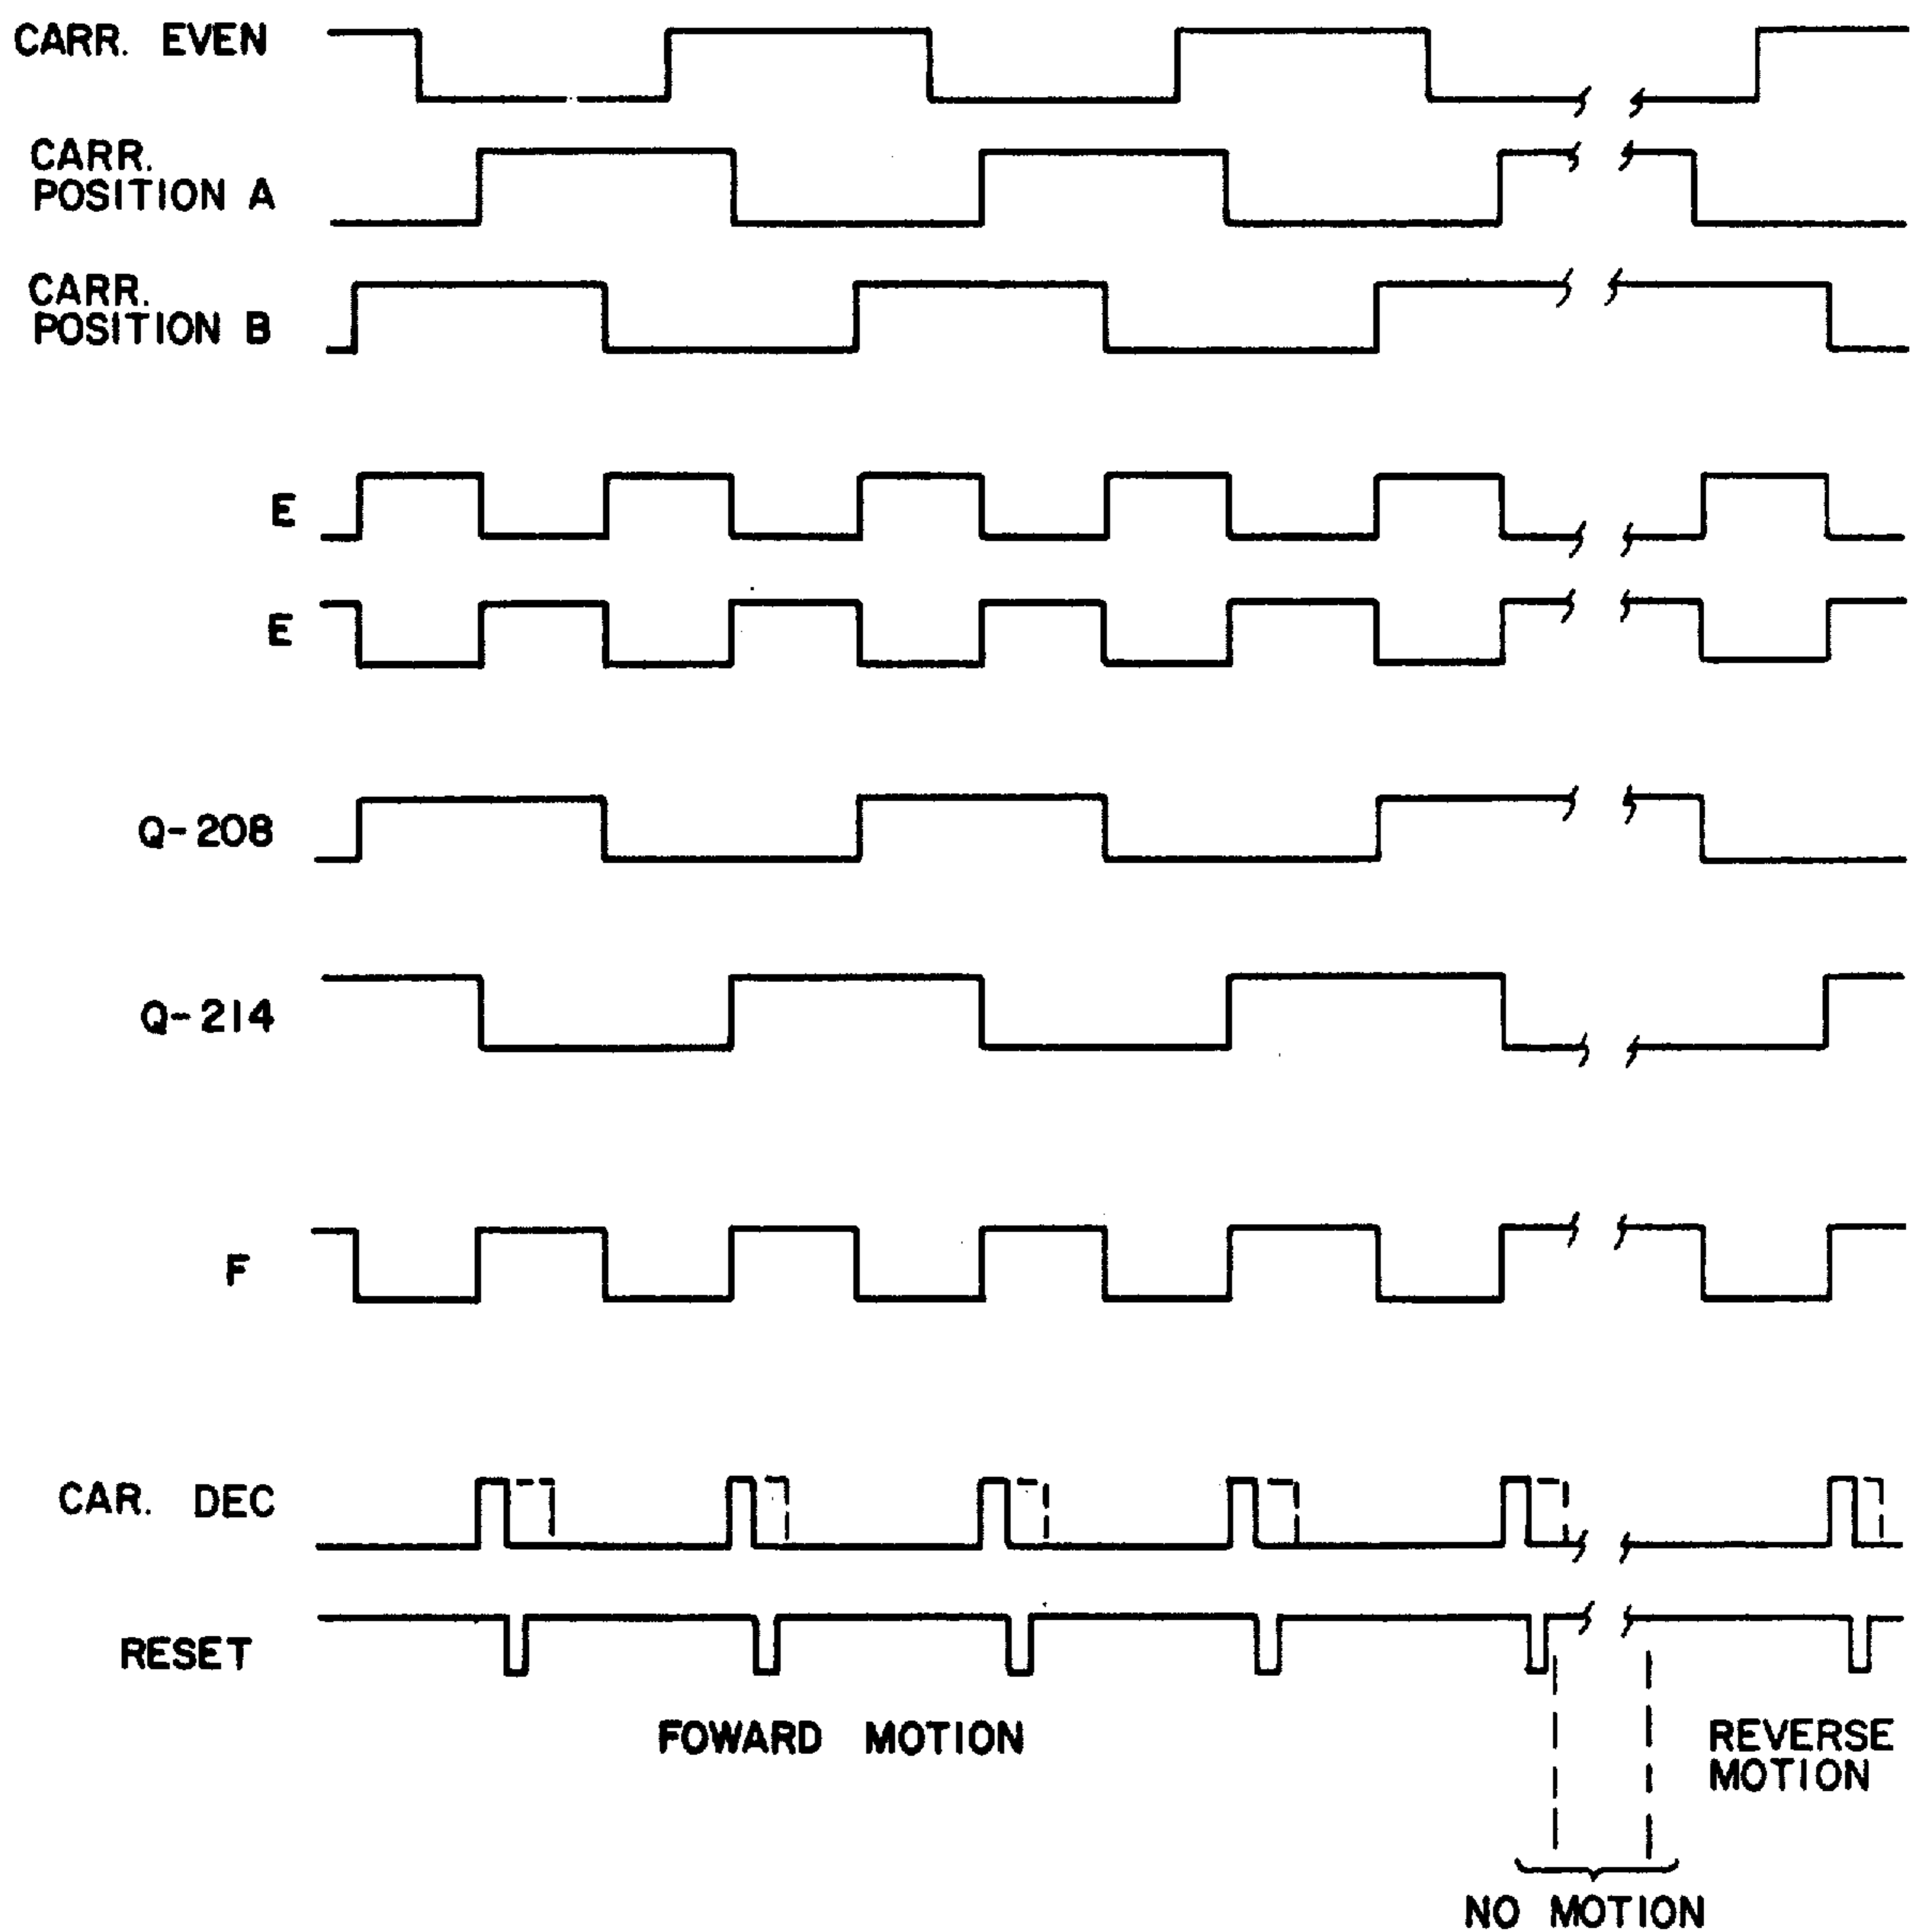 CARR. EVEN
CARR.
POSITION A
CARR.
POSITION B
E
E
Q-208
Q-214
F
CAR. DEC
RESET
FOWARD MOTION
REVERSE
MOTION
NO MOTION